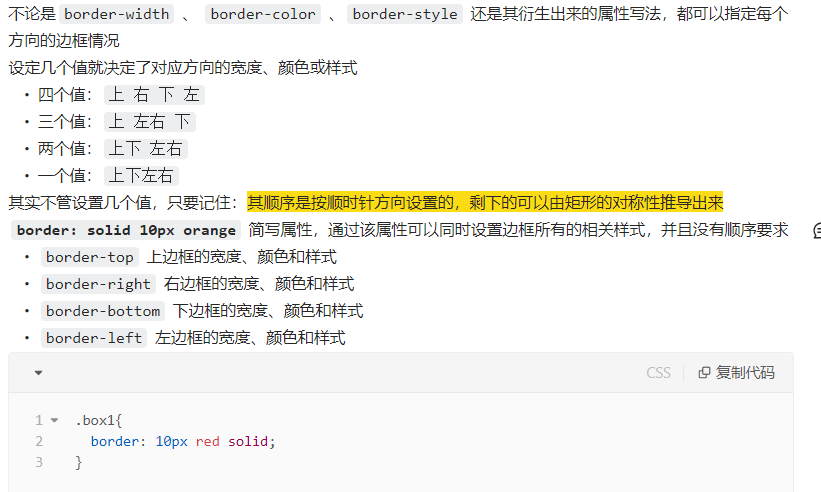 不论是 border-width 、 border-color 、 border-style 还是其衍生出来的属性写法，都可以指定每个
方向的边框情况
设定几个值就决定了对应方向的宽度、颜色或样式
• 四个值： 上 右 下 左
• 三个值： 上 左右 下
• 两个值： 上下 左右
• 一个值： 上下左右
其实不管设置几个值，只要记住：其顺序是按顺时针方向设置的，剩下的可以由矩形的对称性推导出来
border: solid 10px orange 简写属性，通过该属性可以同时设置边框所有的相关样式，并且没有顺序要求
• border-top 上边框的宽度、颜色和样式
• border-right 右边框的宽度、颜色和样式
• border-bottom 下边框的宽度、颜色和样式
• border-left 左边框的宽度、颜色和样式
CSS 复制代码
1 .box1{
2 border: 10px red solid;
3 }